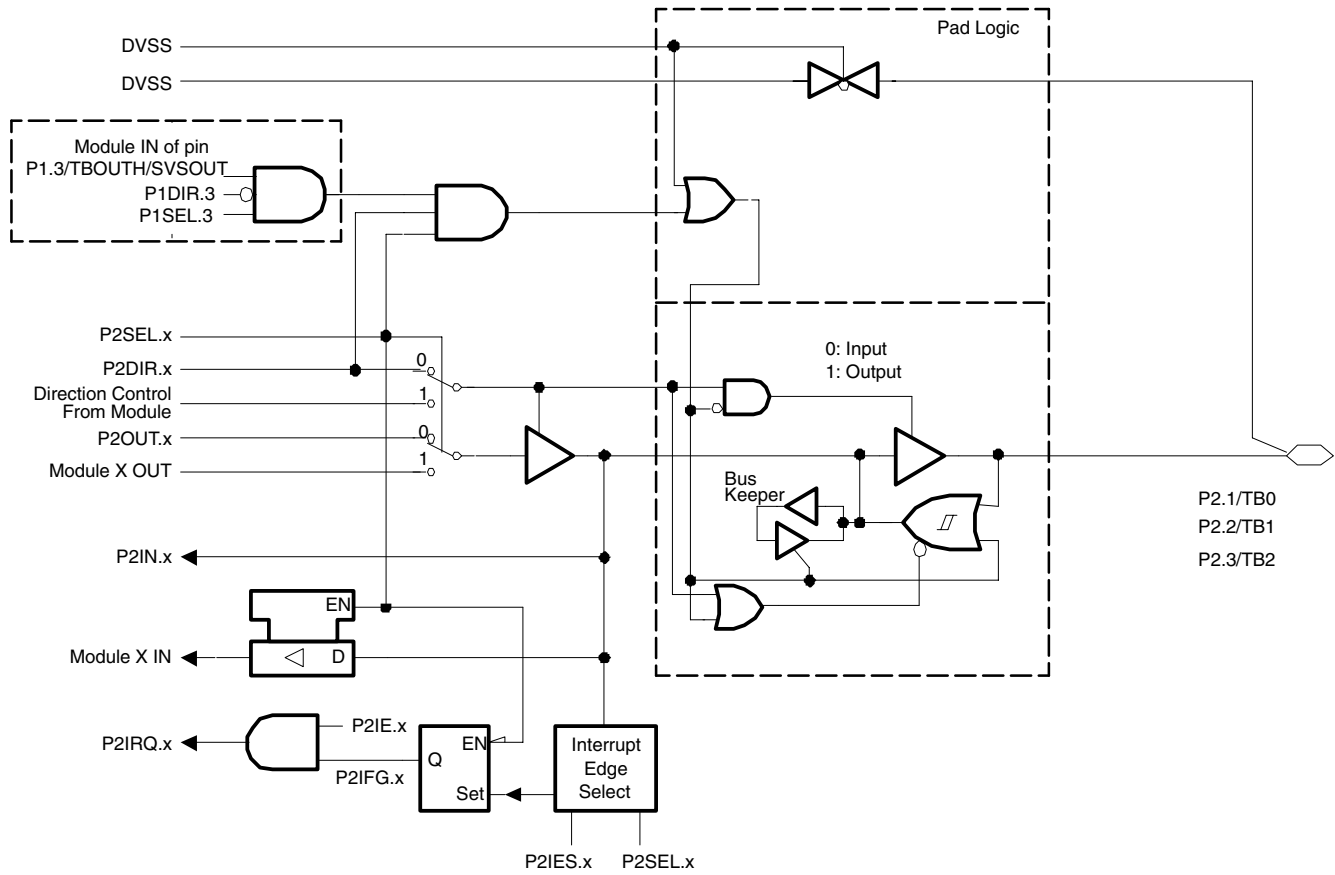 Pad Logic
DVSS
DVSS
Module IN of pin
P1.3/TBOUTH/SVSOUT
P1DIR.3
P1SEL.3
P2SEL.x
P2DIR.x
0
Direction Control
From Module
1
P2OUT.x
0
Module X OUT
1
0: Input
1: Output
Bus
Keeper
P2.1/TB0
P2.2/TB1
P2.3/TB2
P2IN.x
EN
Module X IN
D
P2IRQ.x
P2IE.x
P2IFG.x
EN
Q
Set
Interrupt
Edge
Select
P2IES.x
P2SEL.x